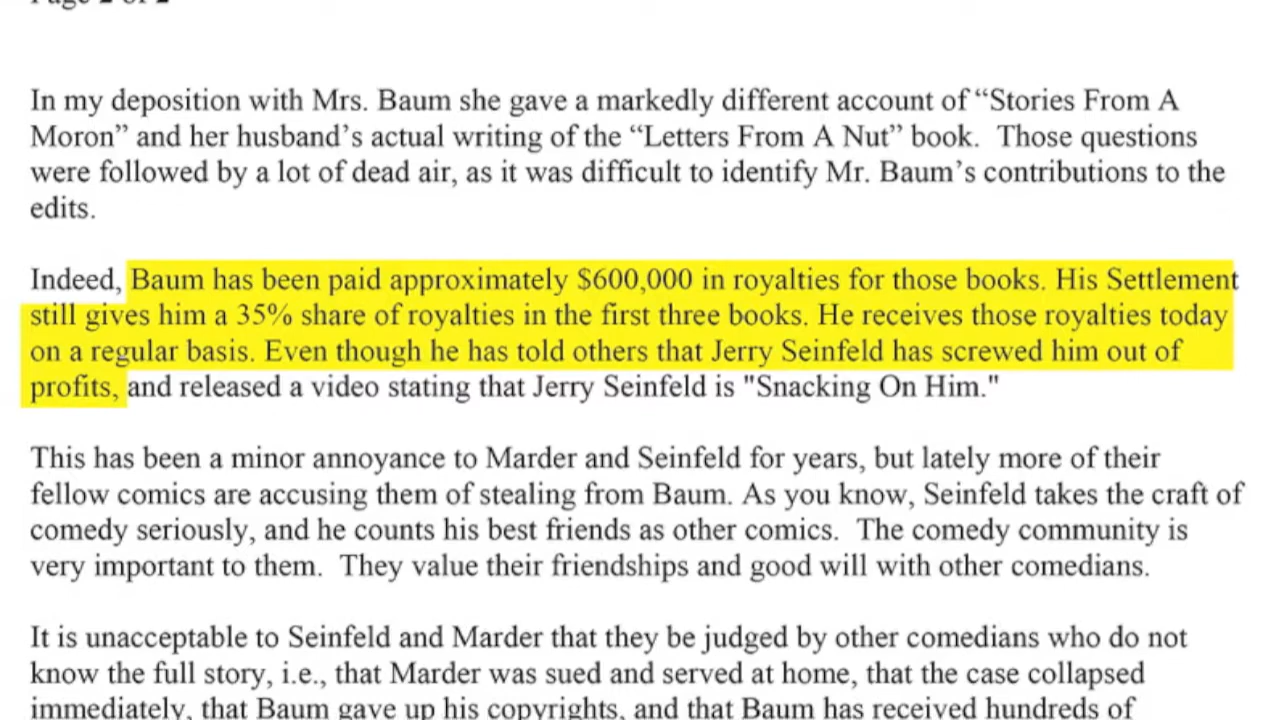 Page 2 of 2
In my deposition with Mrs. Baum she gave a markedly different account of “Stories From A
Moron” and her husband’s actual writing of the “Letters From A Nut” book.  Those questions
were followed by a lot of dead air, as it was difficult to identify Mr. Baum’s contributions to the
edits.
Indeed, Baum has been paid approximately $600,000 in royalties for those books. His Settlement
still gives him a 35% share of royalties in the first three books. He receives those royalties today
on a regular basis. Even though he has told others that Jerry Seinfeld has screwed him out of
profits, and released a video stating that Jerry Seinfeld is "Snacking On Him."
This has been a minor annoyance to Marder and Seinfeld for years, but lately more of their
fellow comics are accusing them of stealing from Baum. As you know, Seinfeld takes the craft of
comedy seriously, and he counts his best friends as other comics.  The comedy community is
very important to them.  They value their friendships and good will with other comedians.
It is unacceptable to Seinfeld and Marder that they be judged by other comedians who do not
know the full story, i.e., that Marder was sued and served at home, that the case collapsed
immediately, that Baum gave up his copyrights, and that Baum has received hundreds of